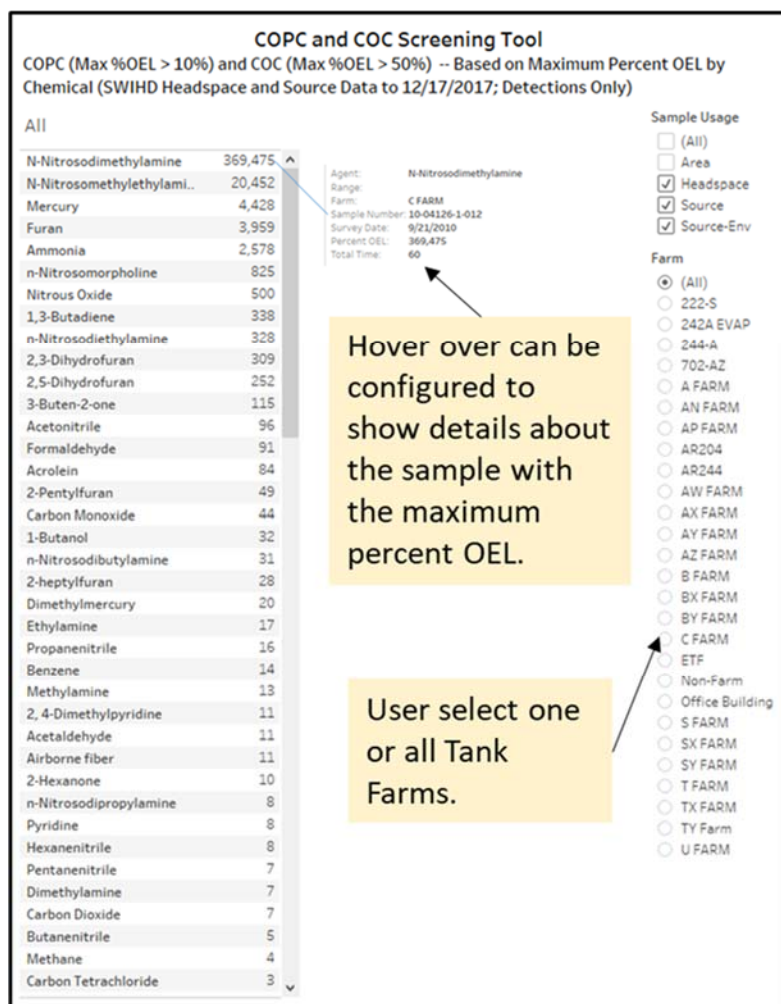 COPC and COC Screening Tool
COPC (Max %OEL > 10%) and COC (Max %OEL > 50%) -- Based on Maximum Percent OEL by
Chemical (SWIHD Headspace and Source Data to 12/17/2017; Detections Only)
All
N-Nitrosodimethylamine 369,475
N-Nitrosomethylethylami.. 20,452
Mercury 4,428
Furan 3,959
Ammonia 2,578
n-Nitrosomorpholine 825
Nitrous Oxide 500
1,3-Butadiene 338
n-Nitrosodiethylamine 328
2,3-Dihydrofuran 309
2,5-Dihydrofuran 252
3-Buten-2-one 115
Acetonitrile 96
Formaldehyde 91
Acrolein 84
2-Pentylfuran 49
Carbon Monoxide 44
1-Butanol 32
n-Nitrosodibutylamine 31
2-heptylfuran 28
Dimethylmercury 20
Ethylamine 17
Propanenitrile 16
Benzene 14
Methylamine 13
2, 4-Dimethylpyridine 11
Acetaldehyde 11
Airborne fiber 11
2-Hexanone 10
n-Nitrosodipropylamine 8
Pyridine 8
Hexanenitrile 8
Pentanenitrile 7
Dimethylamine 7
Carbon Dioxide 7
Butanenitrile 5
Methane 4
Carbon Tetrachloride 3
Agent: N-Nitrosodimethylamine
Range:
Farm: C FARM
Sample Number: 10-04126-1-012
Survey Date: 9/21/2010
Percent OEL: 369,475
Total Time: 60
Hover over can be
configured to
show details about
the sample with
the maximum
percent OEL.
User select one
or all Tank
Farms.
Sample Usage
(All)
Area
Headspace
Source
Source-Env
Farm
(All)
222-S
242A EVAP
244-A
702-AZ
A FARM
AN FARM
AP FARM
AR204
AR244
AW FARM
AX FARM
AY FARM
AZ FARM
B FARM
BX FARM
BY FARM
C FARM
ETF
Non-Farm
Office Building
S FARM
SX FARM
SY FARM
T FARM
TX FARM
TY Farm
U FARM